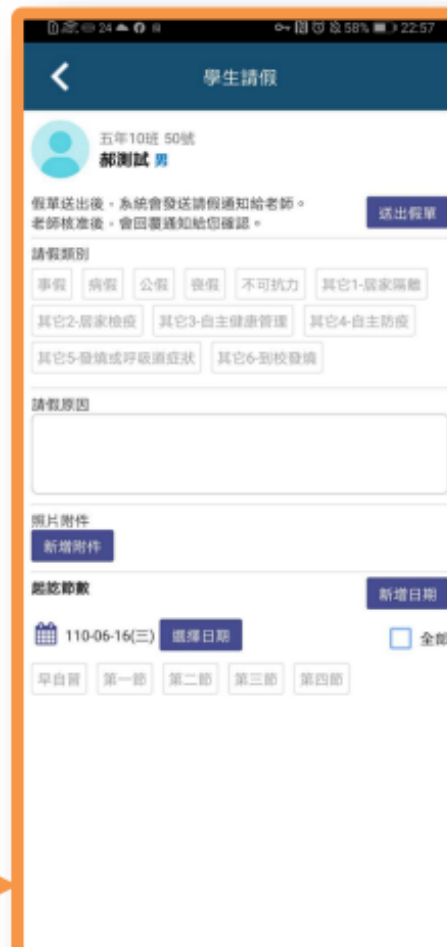 24 58% 22:57
學生請假
五年10班 50號
郝測試 男
假單送出後，系統會發送請假通知給老師。
老師核准後，會回覆通知給您確認。
送出假單
請假類別
事假 病假 公假 喪假 不可抗力 其它1-居家隔離
其它2-居家檢疫 其它3-自主健康管理 其它4-自主防疫
其它5-發燒或呼吸道症狀 其它6-到校發燒
請假原因
照片附件
新增附件
起訖節數 新增日期
110-06-16(三) 選擇日期 全部
早自習 第一節 第二節 第三節 第四節